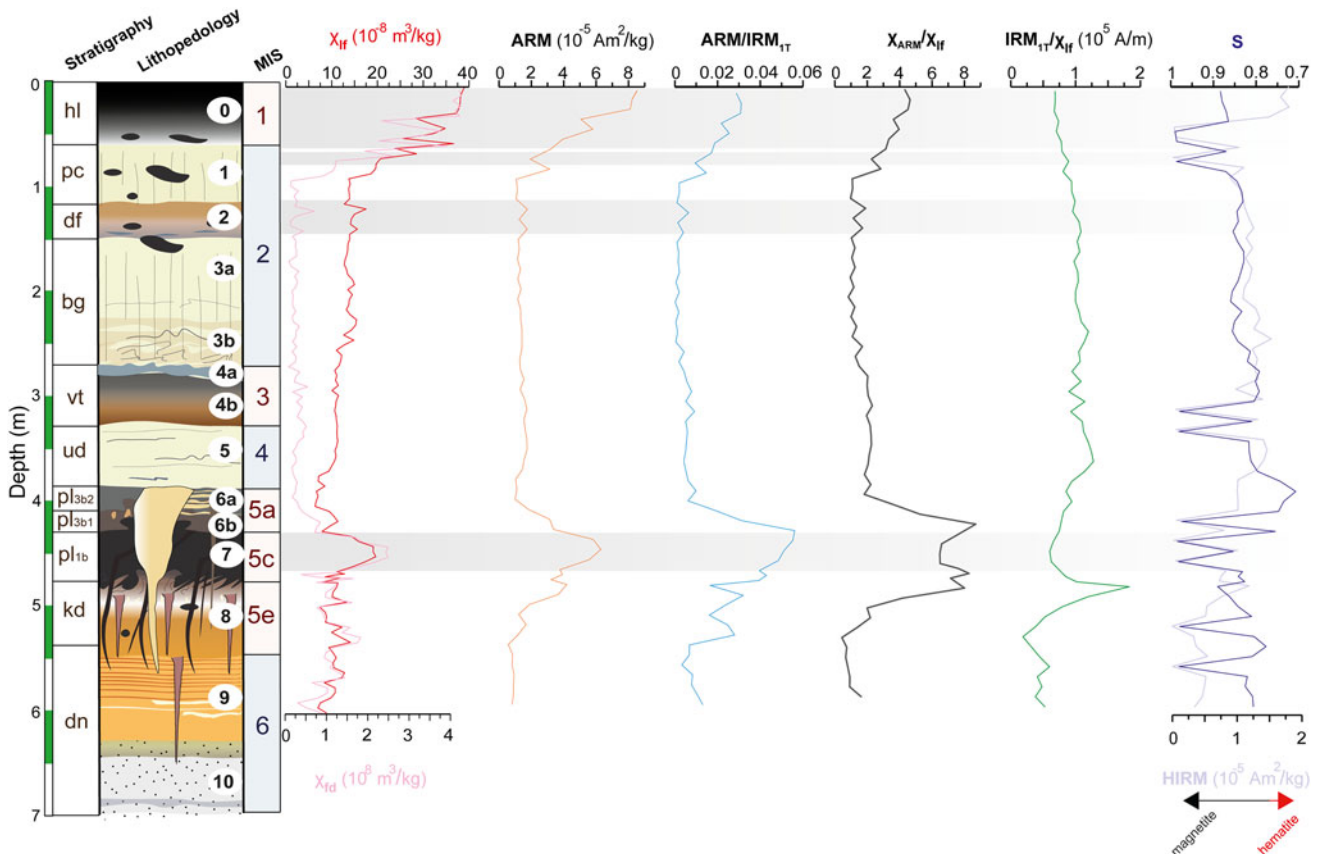 Stratigraphy
Lithopedology
MIS
χlf (10⁻⁸ m³/kg)
ARM (10⁻⁵ Am²/kg)
ARM/IRM1T
χARM/χlf
IRM1T/χlf (10⁵ A/m)
S
0 10 20 30 40
0 2 4 6 8
0 0.02 0.04 0.06
0 2 4 6 8
0 1 2
1 0.9 0.8 0.7
Depth (m)
0
1
2
3
4
5
6
7
hl
pc
df
bg
vt
ud
pl3b2
pl3b1
pl1b
kd
dn
0
1
2
3a
3b
4a
4b
5
6a
6b
7
8
9
10
1
2
3
4
5a
5c
5e
6
0 1 2 3 4
χfd (10⁸ m³/kg)
0 1 2
HIRM (10⁻⁵ Am²/kg)
magnetite
hematite